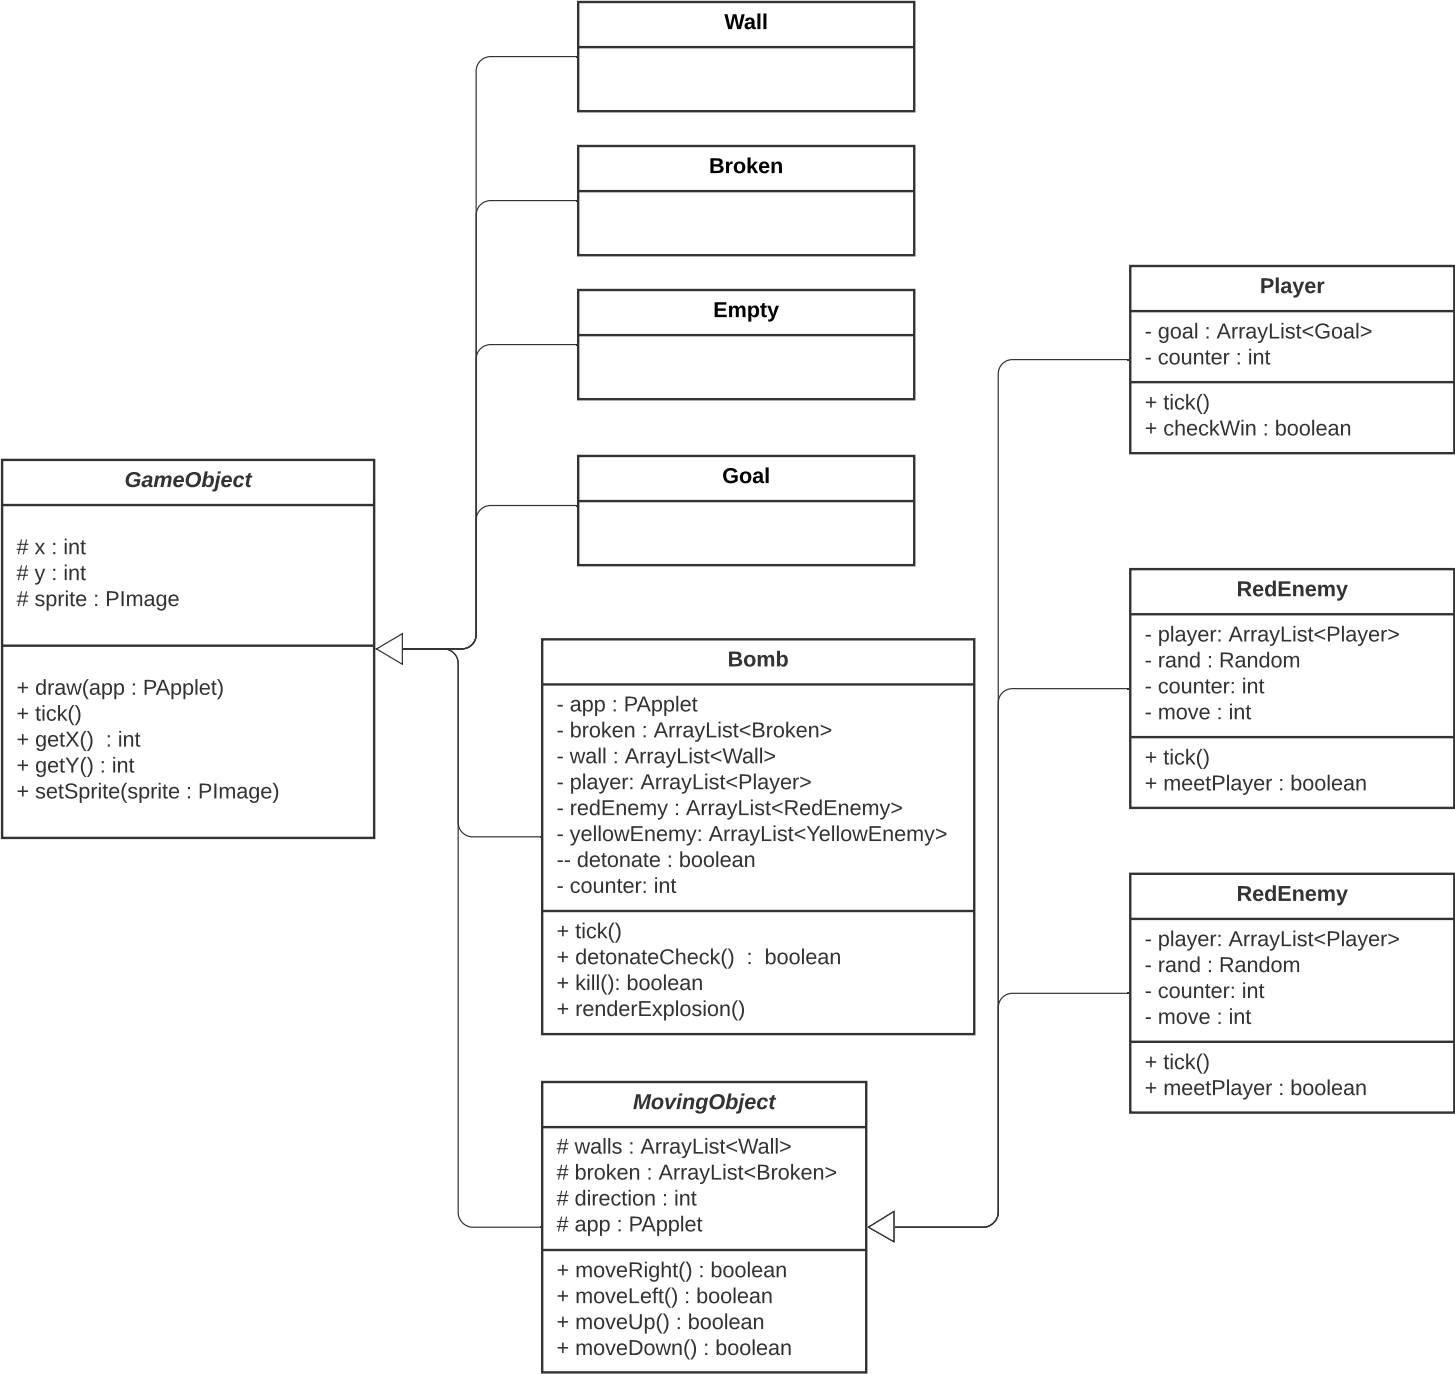 Wall
Broken
Empty
Goal
GameObject
# x : int
# y : int
# sprite : PImage
+ draw(app : PApplet)
+ tick()
+ getX()  : int
+ getY() : int
+ setSprite(sprite : PImage)
Bomb
- app : PApplet
- broken : ArrayList<Broken>
- wall : ArrayList<Wall>
- player: ArrayList<Player>
- redEnemy : ArrayList<RedEnemy>
- yellowEnemy: ArrayList<YellowEnemy>
-- detonate : boolean
- counter: int
+ tick()
+ detonateCheck()  :  boolean
+ kill(): boolean
+ renderExplosion()
MovingObject
# walls : ArrayList<Wall>
# broken : ArrayList<Broken>
# direction : int
# app : PApplet
+ moveRight() : boolean
+ moveLeft() : boolean
+ moveUp() : boolean
+ moveDown() : boolean
Player
- goal : ArrayList<Goal>
- counter : int
+ tick()
+ checkWin : boolean
RedEnemy
- player: ArrayList<Player>
- rand : Random
- counter: int
- move : int
+ tick()
+ meetPlayer : boolean
RedEnemy
- player: ArrayList<Player>
- rand : Random
- counter: int
- move : int
+ tick()
+ meetPlayer : boolean